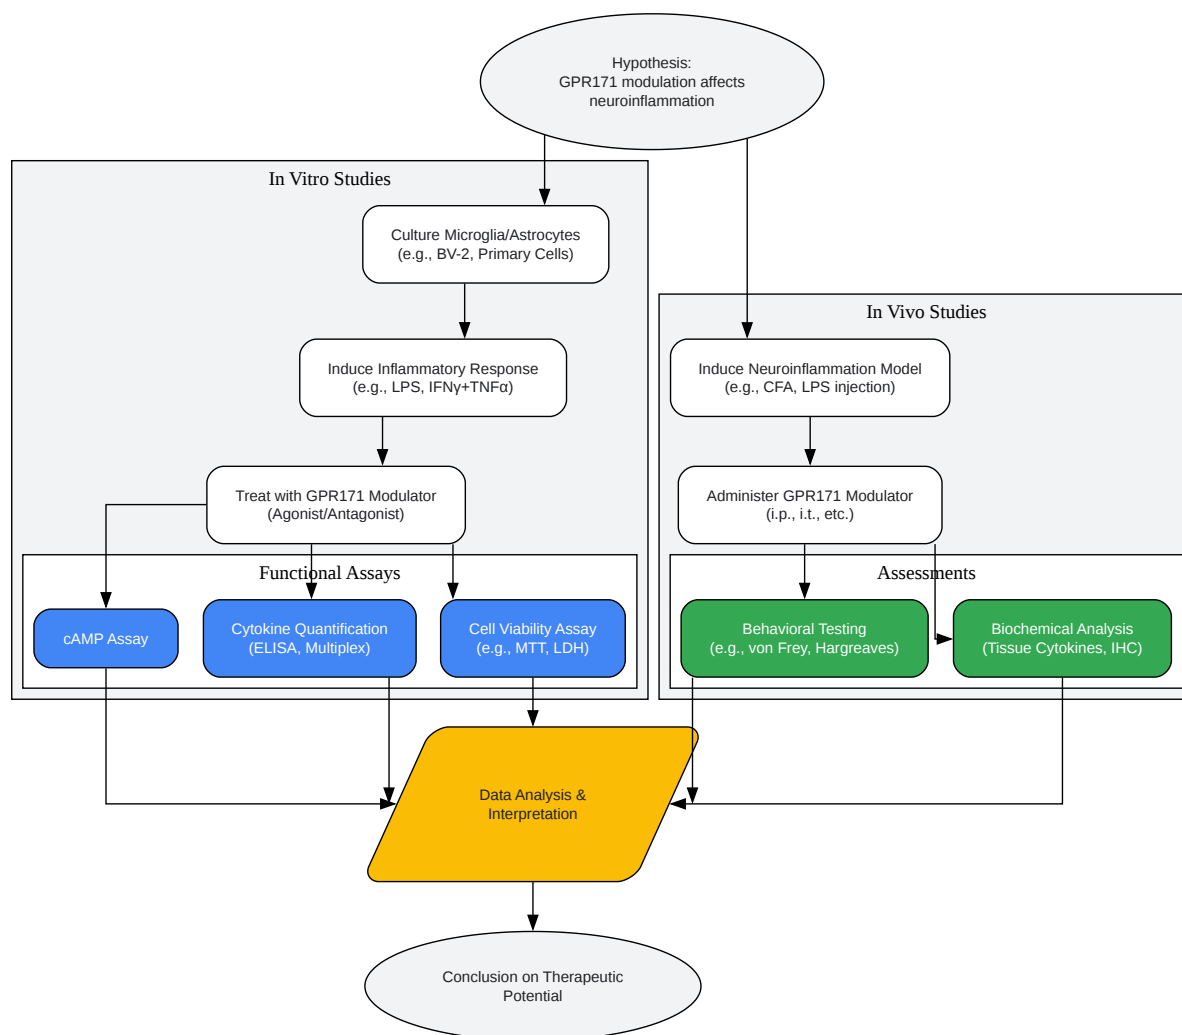 Hypothesis:
GPR171 modulation affects
neuroinflammation
In Vitro Studies
Culture Microglia/Astrocytes
(e.g., BV-2, Primary Cells)
Induce Inflammatory Response
(e.g., LPS, IFNγ+TNFα)
Treat with GPR171 Modulator
(Agonist/Antagonist)
Functional Assays
cAMP Assay
Cytokine Quantification
(ELISA, Multiplex)
Cell Viability Assay
(e.g., MTT, LDH)
In Vivo Studies
Induce Neuroinflammation Model
(e.g., CFA, LPS injection)
Administer GPR171 Modulator
(i.p., i.t., etc.)
Assessments
Behavioral Testing
(e.g., von Frey, Hargreaves)
Biochemical Analysis
(Tissue Cytokines, IHC)
Data Analysis &
Interpretation
Conclusion on Therapeutic
Potential